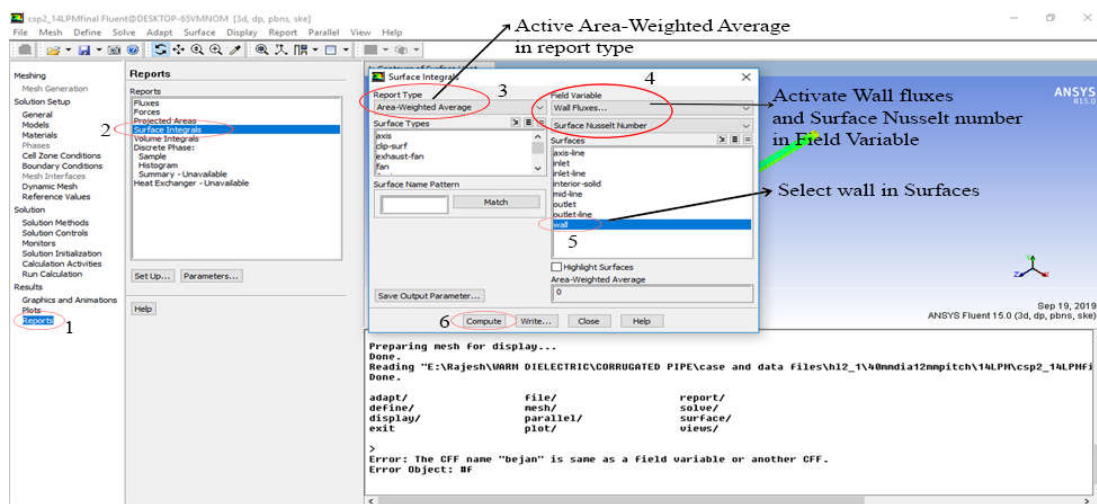 csp2_14LPMfinal Fluent@DESKTOP-65VMNOM [3d, dp, pbns, ske]
File Mesh Define Solve Adapt Surface Display Report Parallel View Help
Active Area-Weighted Average
in report type
Meshing
Mesh Generation
Solution Setup
General
Models
Materials
Phases
Cell Zone Conditions
Boundary Conditions
Mesh Interfaces
Dynamic Mesh
Reference Values
Solution
Solution Methods
Solution Controls
Monitors
Solution Initialization
Calculation Activities
Run Calculation
Results
Graphics and Animations
Plots
Reports
1
Reports
Reports
Fluxes
Forces
Projected Areas
2
Surface Integrals
Volume Integrals
Discrete Phase:
Sample
Histogram
Summary - Unavailable
Heat Exchanger - Unavailable
Set Up...
Parameters...
Help
Surface Integrals
Report Type
3
Area-Weighted Average
Surface Types
axis
clip-surf
exhaust-fan
fan
Surface Name Pattern
Match
Save Output Parameter...
4
Field Variable
Wall Fluxes...
Surface Nusselt Number
Surfaces
axis-line
inlet
inlet-line
interior-solid
mid-line
outlet
outlet-line
wall
5
Highlight Surfaces
Area-Weighted Average
0
6
Compute
Write...
Close
Help
Activate Wall fluxes
and Surface Nusselt number
in Field Variable
Select wall in Surfaces
ANSYS
R15.0
Sep 19, 2019
ANSYS Fluent 15.0 (3d, dp, pbns, ske)
Preparing mesh for display...
Done.
Reading "E:\Rajesh\WARM DIELECTRIC\CORRUGATED PIPE\case and data files\hl2_1\40mmdia12mmpitch\14LPM\csp2_14LPMfi
Done.
adapt/ file/ report/
define/ mesh/ solve/
display/ parallel/ surface/
exit plot/ views/
>
Error: The CFF name "bejan" is same as a field variable or another CFF.
Error Object: #f